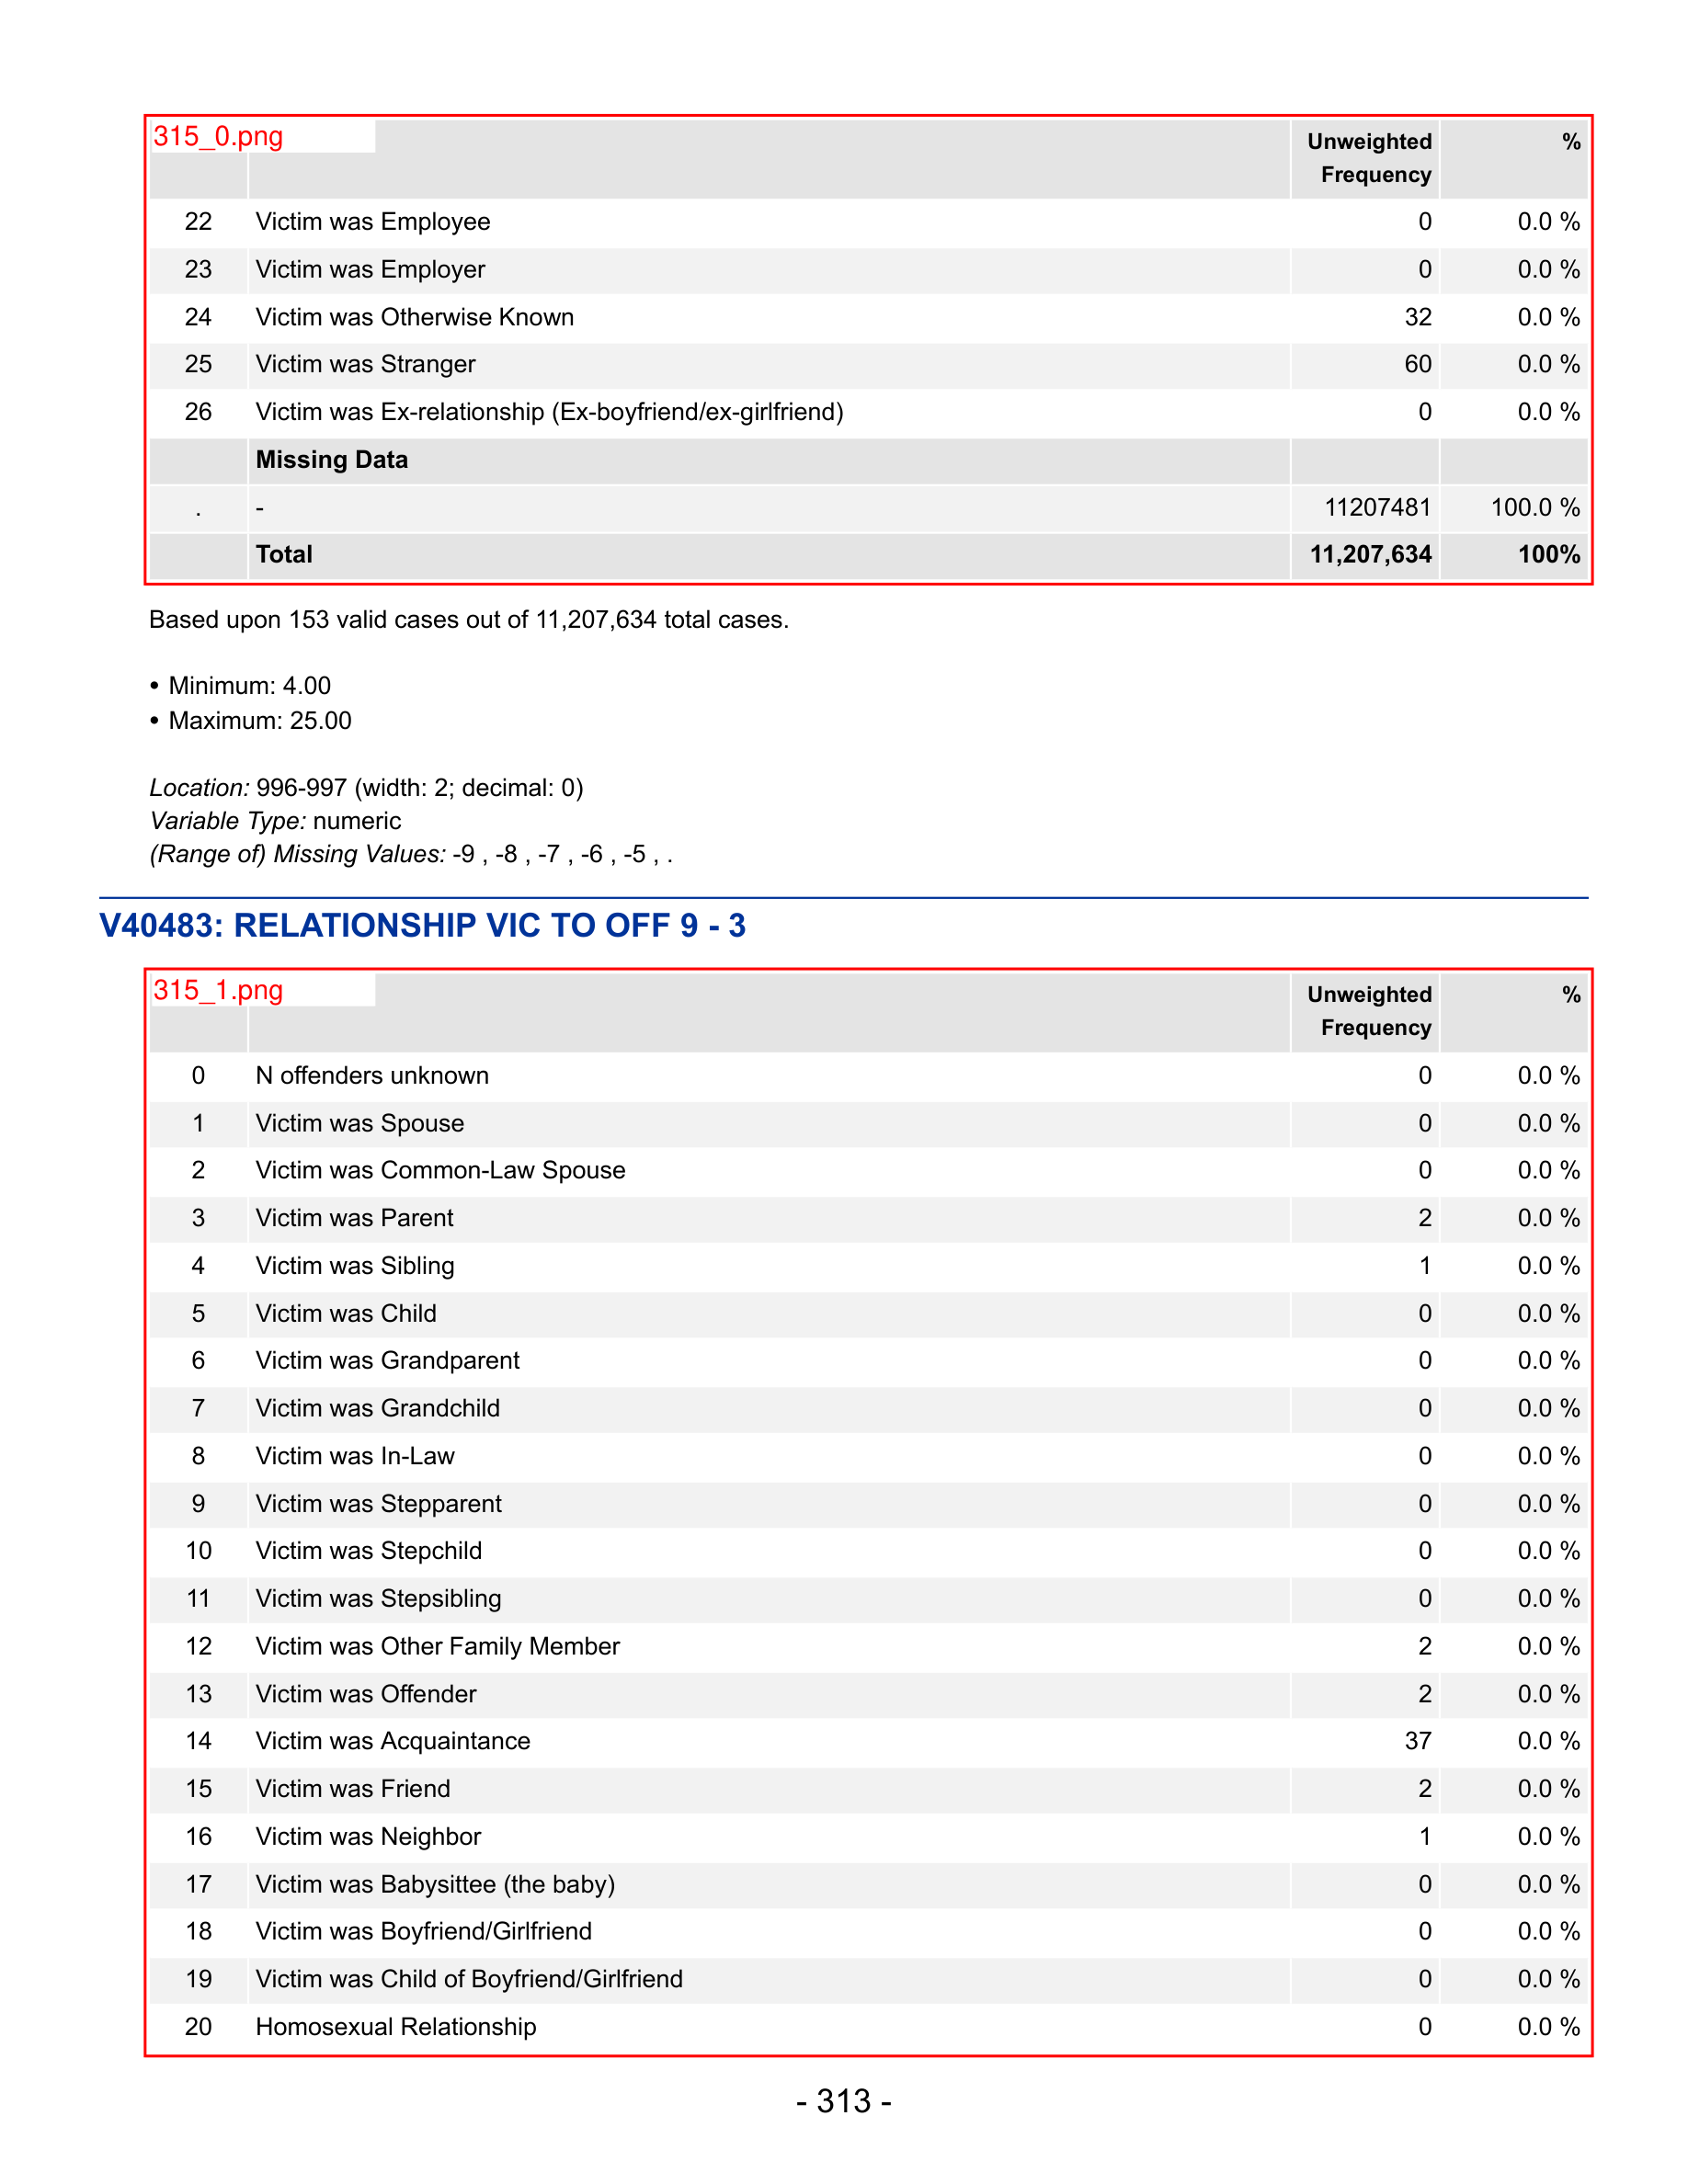 315_0.png
Unweighted Frequency %
22 Victim was Employee 0 0.0 %
23 Victim was Employer 0 0.0 %
24 Victim was Otherwise Known 32 0.0 %
25 Victim was Stranger 60 0.0 %
26 Victim was Ex-relationship (Ex-boyfriend/ex-girlfriend) 0 0.0 %
Missing Data
. - 11207481 100.0 %
Total 11,207,634 100%
Based upon 153 valid cases out of 11,207,634 total cases.
• Minimum: 4.00
• Maximum: 25.00
Location: 996-997 (width: 2; decimal: 0)
Variable Type: numeric
(Range of) Missing Values: -9 , -8 , -7 , -6 , -5 , .
V40483: RELATIONSHIP VIC TO OFF 9 - 3
315_1.png
Unweighted Frequency %
0 N offenders unknown 0 0.0 %
1 Victim was Spouse 0 0.0 %
2 Victim was Common-Law Spouse 0 0.0 %
3 Victim was Parent 2 0.0 %
4 Victim was Sibling 1 0.0 %
5 Victim was Child 0 0.0 %
6 Victim was Grandparent 0 0.0 %
7 Victim was Grandchild 0 0.0 %
8 Victim was In-Law 0 0.0 %
9 Victim was Stepparent 0 0.0 %
10 Victim was Stepchild 0 0.0 %
11 Victim was Stepsibling 0 0.0 %
12 Victim was Other Family Member 2 0.0 %
13 Victim was Offender 2 0.0 %
14 Victim was Acquaintance 37 0.0 %
15 Victim was Friend 2 0.0 %
16 Victim was Neighbor 1 0.0 %
17 Victim was Babysittee (the baby) 0 0.0 %
18 Victim was Boyfriend/Girlfriend 0 0.0 %
19 Victim was Child of Boyfriend/Girlfriend 0 0.0 %
20 Homosexual Relationship 0 0.0 %
- 313 -